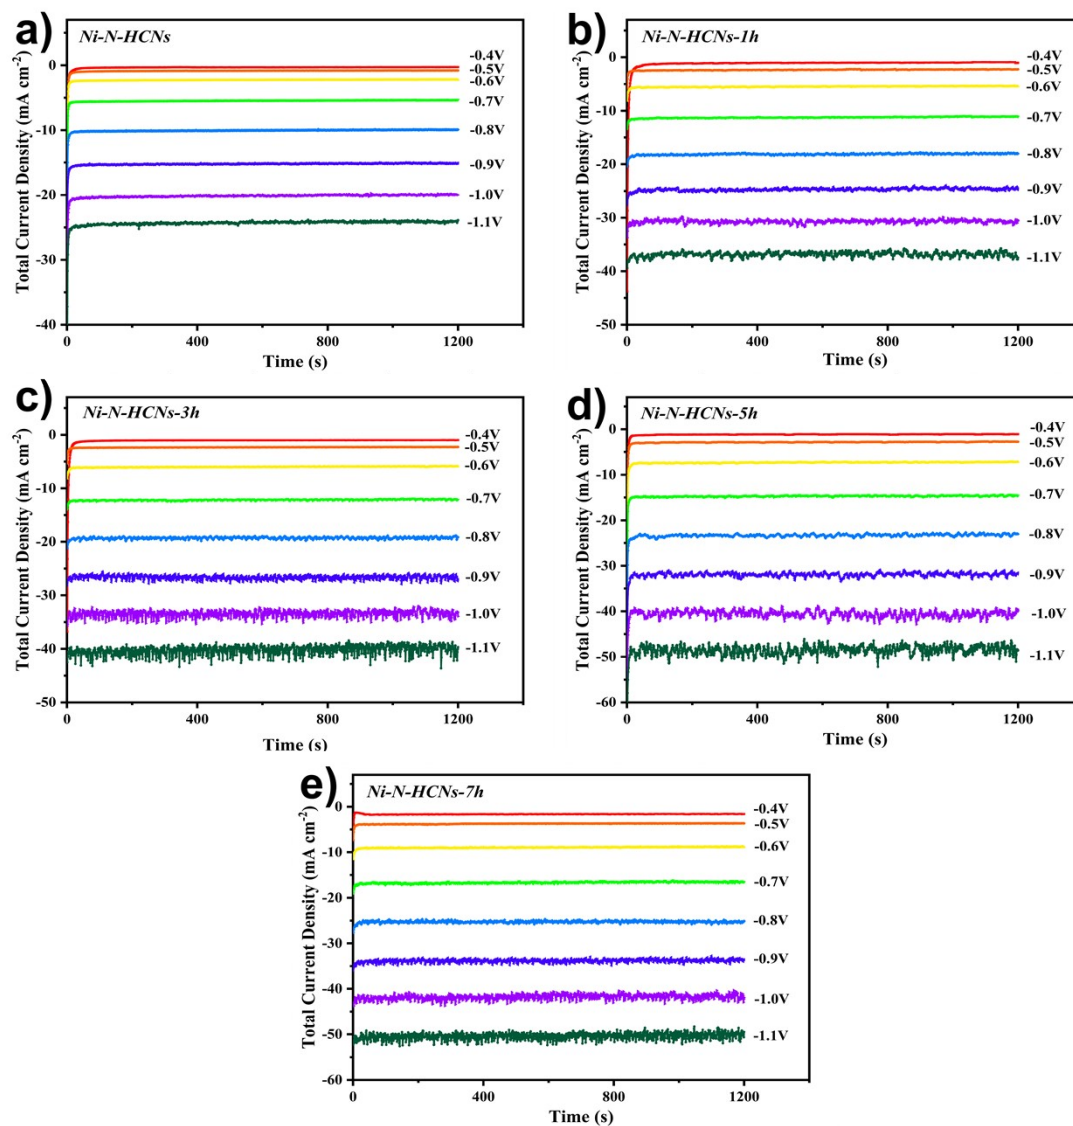 a)
Ni-N-HCNs
Total Current Density (mA cm-2)
0
-10
-20
-30
-40
-0.4V
-0.5V
-0.6V
-0.7V
-0.8V
-0.9V
-1.0V
-1.1V
0 400 800 1200
Time (s)
b)
Ni-N-HCNs-1h
Total Current Density (mA cm-2)
0
-10
-20
-30
-40
-50
-0.4V
-0.5V
-0.6V
-0.7V
-0.8V
-0.9V
-1.0V
-1.1V
0 400 800 1200
Time (s)
c)
Ni-N-HCNs-3h
Total Current Density (mA cm-2)
0
-10
-20
-30
-40
-50
-0.4V
-0.5V
-0.6V
-0.7V
-0.8V
-0.9V
-1.0V
-1.1V
0 400 800 1200
Time (s)
d)
Ni-N-HCNs-5h
Total Current Density (mA cm-2)
0
-10
-20
-30
-40
-50
-60
-0.4V
-0.5V
-0.6V
-0.7V
-0.8V
-0.9V
-1.0V
-1.1V
0 400 800 1200
Time (s)
e)
Ni-N-HCNs-7h
Total Current Density (mA cm-2)
0
-10
-20
-30
-40
-50
-60
-0.4V
-0.5V
-0.6V
-0.7V
-0.8V
-0.9V
-1.0V
-1.1V
0 400 800 1200
Time (s)